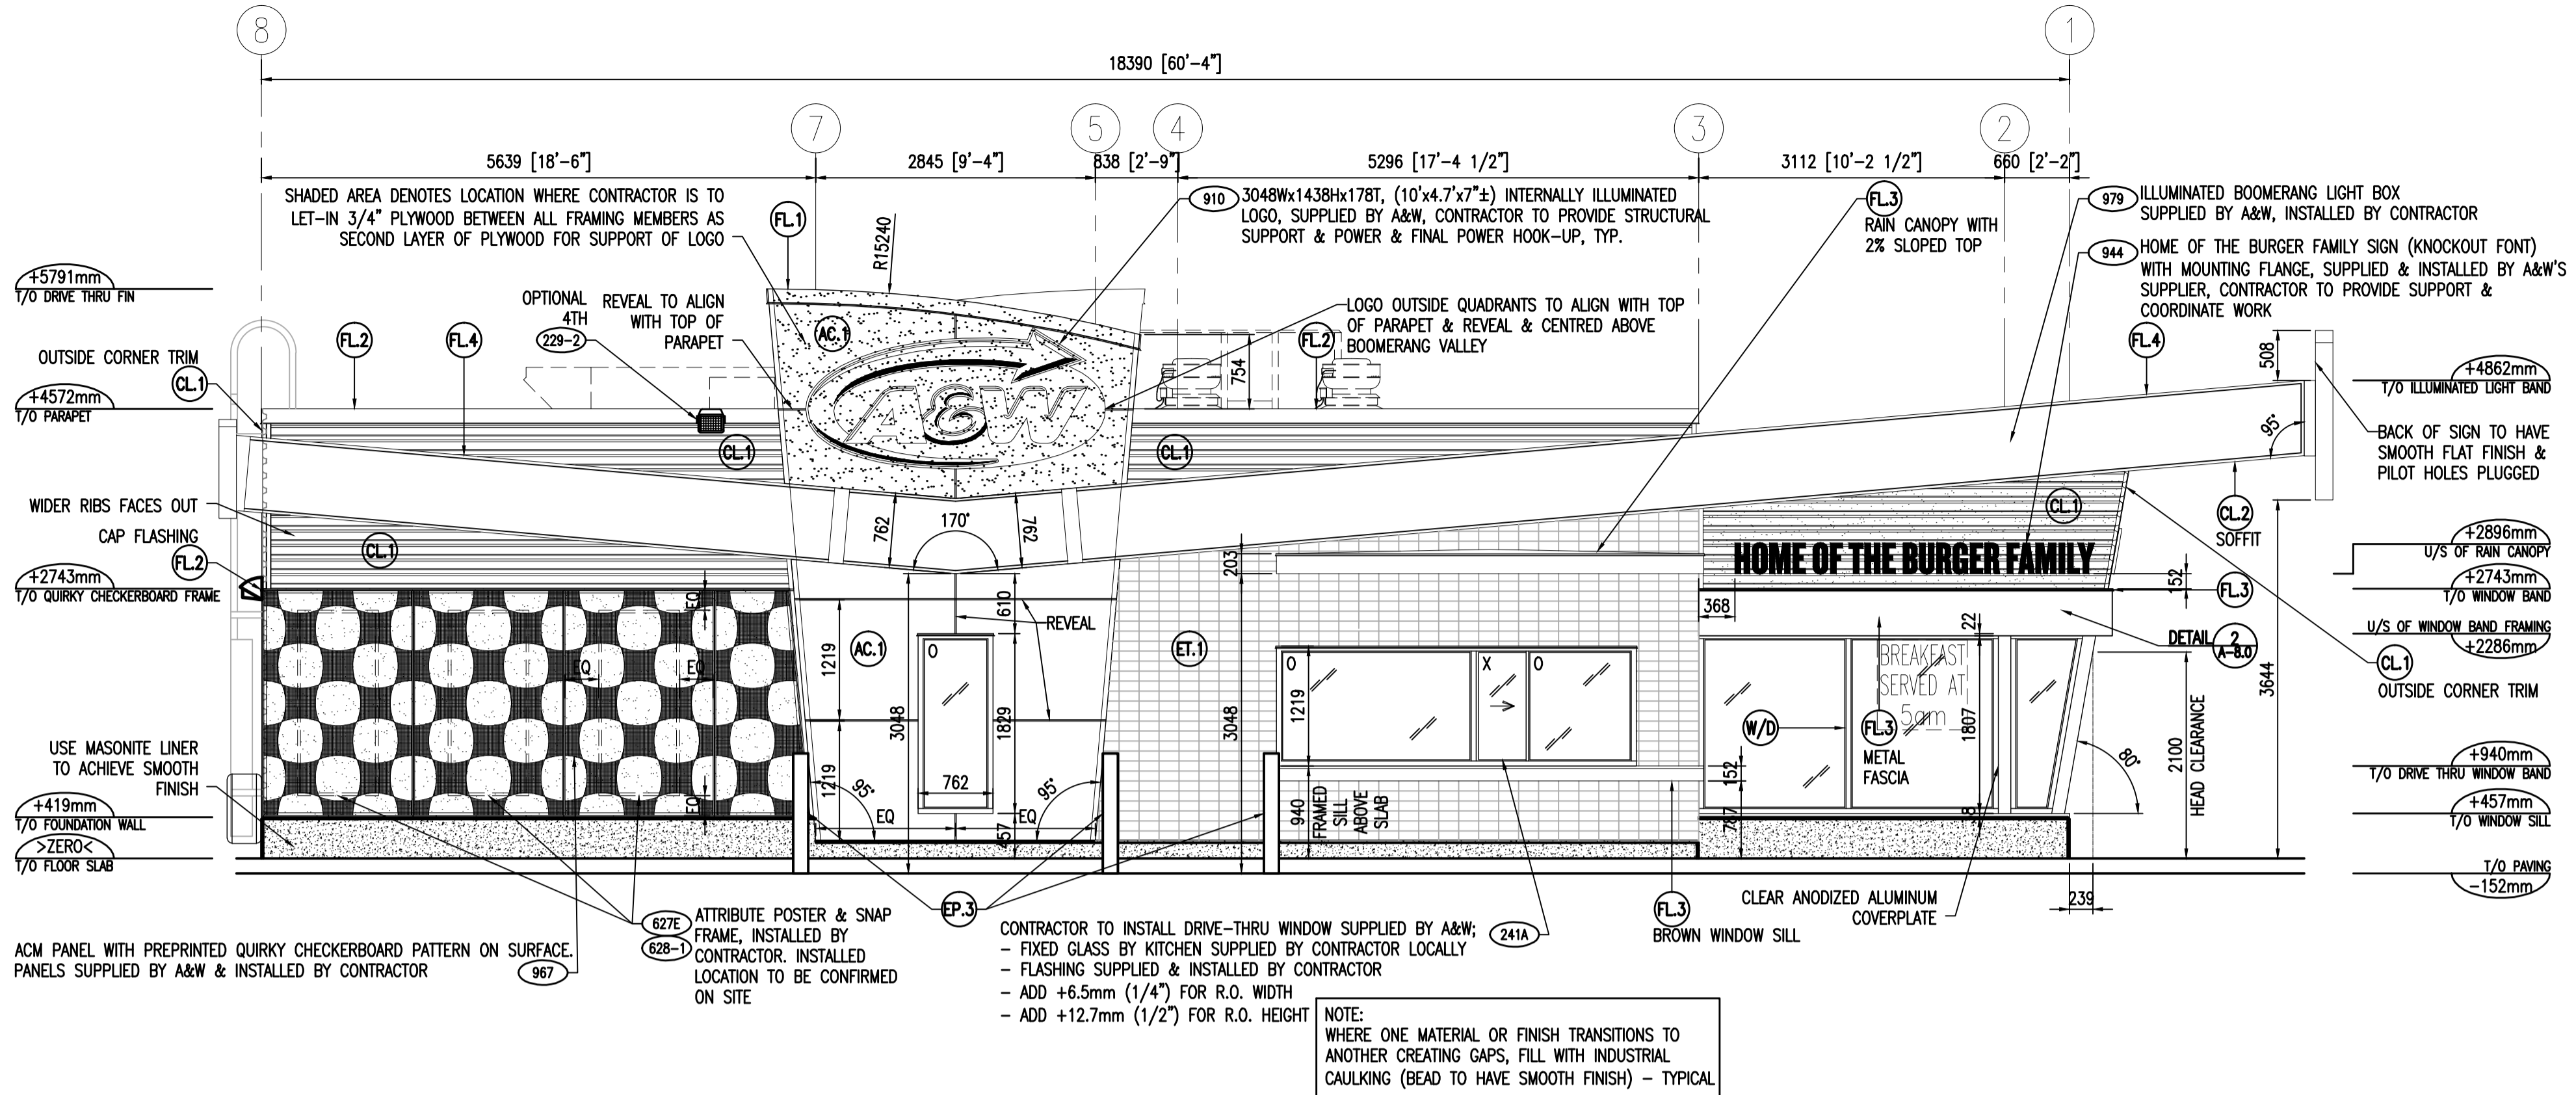 8
1
18390 [60'-4"]
7
5
4
3
2
5639 [18'-6"]
2845 [9'-4"]
838 [2'-9"]
5296 [17'-4 1/2"]
3112 [10'-2 1/2"]
660 [2'-2"]
SHADED AREA DENOTES LOCATION WHERE CONTRACTOR IS TO
LET-IN 3/4" PLYWOOD BETWEEN ALL FRAMING MEMBERS AS
SECOND LAYER OF PLYWOOD FOR SUPPORT OF LOGO
FL.1
R15240
910
3048Wx1438Hx178T, (10'x4.7'x7"±) INTERNALLY ILLUMINATED
LOGO, SUPPLIED BY A&W, CONTRACTOR TO PROVIDE STRUCTURAL
SUPPORT & POWER & FINAL POWER HOOK-UP, TYP.
FL.3
RAIN CANOPY WITH
2% SLOPED TOP
979
ILLUMINATED BOOMERANG LIGHT BOX
SUPPLIED BY A&W, INSTALLED BY CONTRACTOR
944
HOME OF THE BURGER FAMILY SIGN (KNOCKOUT FONT)
WITH MOUNTING FLANGE, SUPPLIED & INSTALLED BY A&W'S
SUPPLIER, CONTRACTOR TO PROVIDE SUPPORT &
COORDINATE WORK
+5791mm
T/O DRIVE THRU FIN
OUTSIDE CORNER TRIM
CL.1
+4572mm
T/O PARAPET
FL.2
FL.4
OPTIONAL
4TH
229-2
REVEAL TO ALIGN
WITH TOP OF
PARAPET
AC.1
A&W
LOGO OUTSIDE QUADRANTS TO ALIGN WITH TOP
OF PARAPET & REVEAL & CENTRED ABOVE
BOOMERANG VALLEY
754
FL.2
FL.4
508
+4862mm
T/O ILLUMINATED LIGHT BAND
95°
BACK OF SIGN TO HAVE
SMOOTH FLAT FINISH &
PILOT HOLES PLUGGED
CL.1
CL.1
WIDER RIBS FACES OUT
CAP FLASHING
FL.2
CL.1
762
170°
762
203
CL.1
HOME OF THE BURGER FAMILY
CL.2
SOFFIT
+2896mm
U/S OF RAIN CANOPY
152
+2743mm
T/O WINDOW BAND
FL.3
+2743mm
T/O QUIRKY CHECKERBOARD FRAME
EQ
EQ
EQ
EQ
610
REVEAL
1219
AC.1
O
3048
1829
1219
762
95°
95°
EQ
EQ
457
ET.1
3048
1219
O
X
O
940
FRAMED
SILL
ABOVE
SLAB
368
22
BREAKFAST
SERVED AT
5am
1807
W/D
FL.3
METAL
FASCIA
152
787
U/S OF WINDOW BAND FRAMING
+2286mm
DETAIL
2
A-8.0
CL.1
OUTSIDE CORNER TRIM
3644
2100
HEAD CLEARANCE
80°
+940mm
T/O DRIVE THRU WINDOW BAND
+457mm
T/O WINDOW SILL
T/O PAVING
-152mm
239
USE MASONITE LINER
TO ACHIEVE SMOOTH
FINISH
+419mm
T/O FOUNDATION WALL
>ZERO<
T/O FLOOR SLAB
ACM PANEL WITH PREPRINTED QUIRKY CHECKERBOARD PATTERN ON SURFACE.
PANELS SUPPLIED BY A&W & INSTALLED BY CONTRACTOR
967
627E
628-1
ATTRIBUTE POSTER & SNAP
FRAME, INSTALLED BY
CONTRACTOR. INSTALLED
LOCATION TO BE CONFIRMED
ON SITE
EP.3
CONTRACTOR TO INSTALL DRIVE-THRU WINDOW SUPPLIED BY A&W;
- FIXED GLASS BY KITCHEN SUPPLIED BY CONTRACTOR LOCALLY
- FLASHING SUPPLIED & INSTALLED BY CONTRACTOR
- ADD +6.5mm (1/4") FOR R.O. WIDTH
- ADD +12.7mm (1/2") FOR R.O. HEIGHT
241A
FL.3
BROWN WINDOW SILL
CLEAR ANODIZED ALUMINUM
COVERPLATE
NOTE:
WHERE ONE MATERIAL OR FINISH TRANSITIONS TO
ANOTHER CREATING GAPS, FILL WITH INDUSTRIAL
CAULKING (BEAD TO HAVE SMOOTH FINISH) - TYPICAL